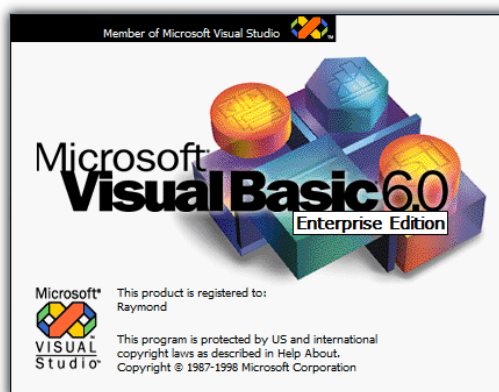 Member of Microsoft Visual Studio
Microsoft
Visual Basic 6.0
Enterprise Edition
Microsoft®
VISUAL
Studio™
This product is registered to:
Raymond
This program is protected by US and international
copyright laws as described in Help About.
Copyright © 1987-1998 Microsoft Corporation